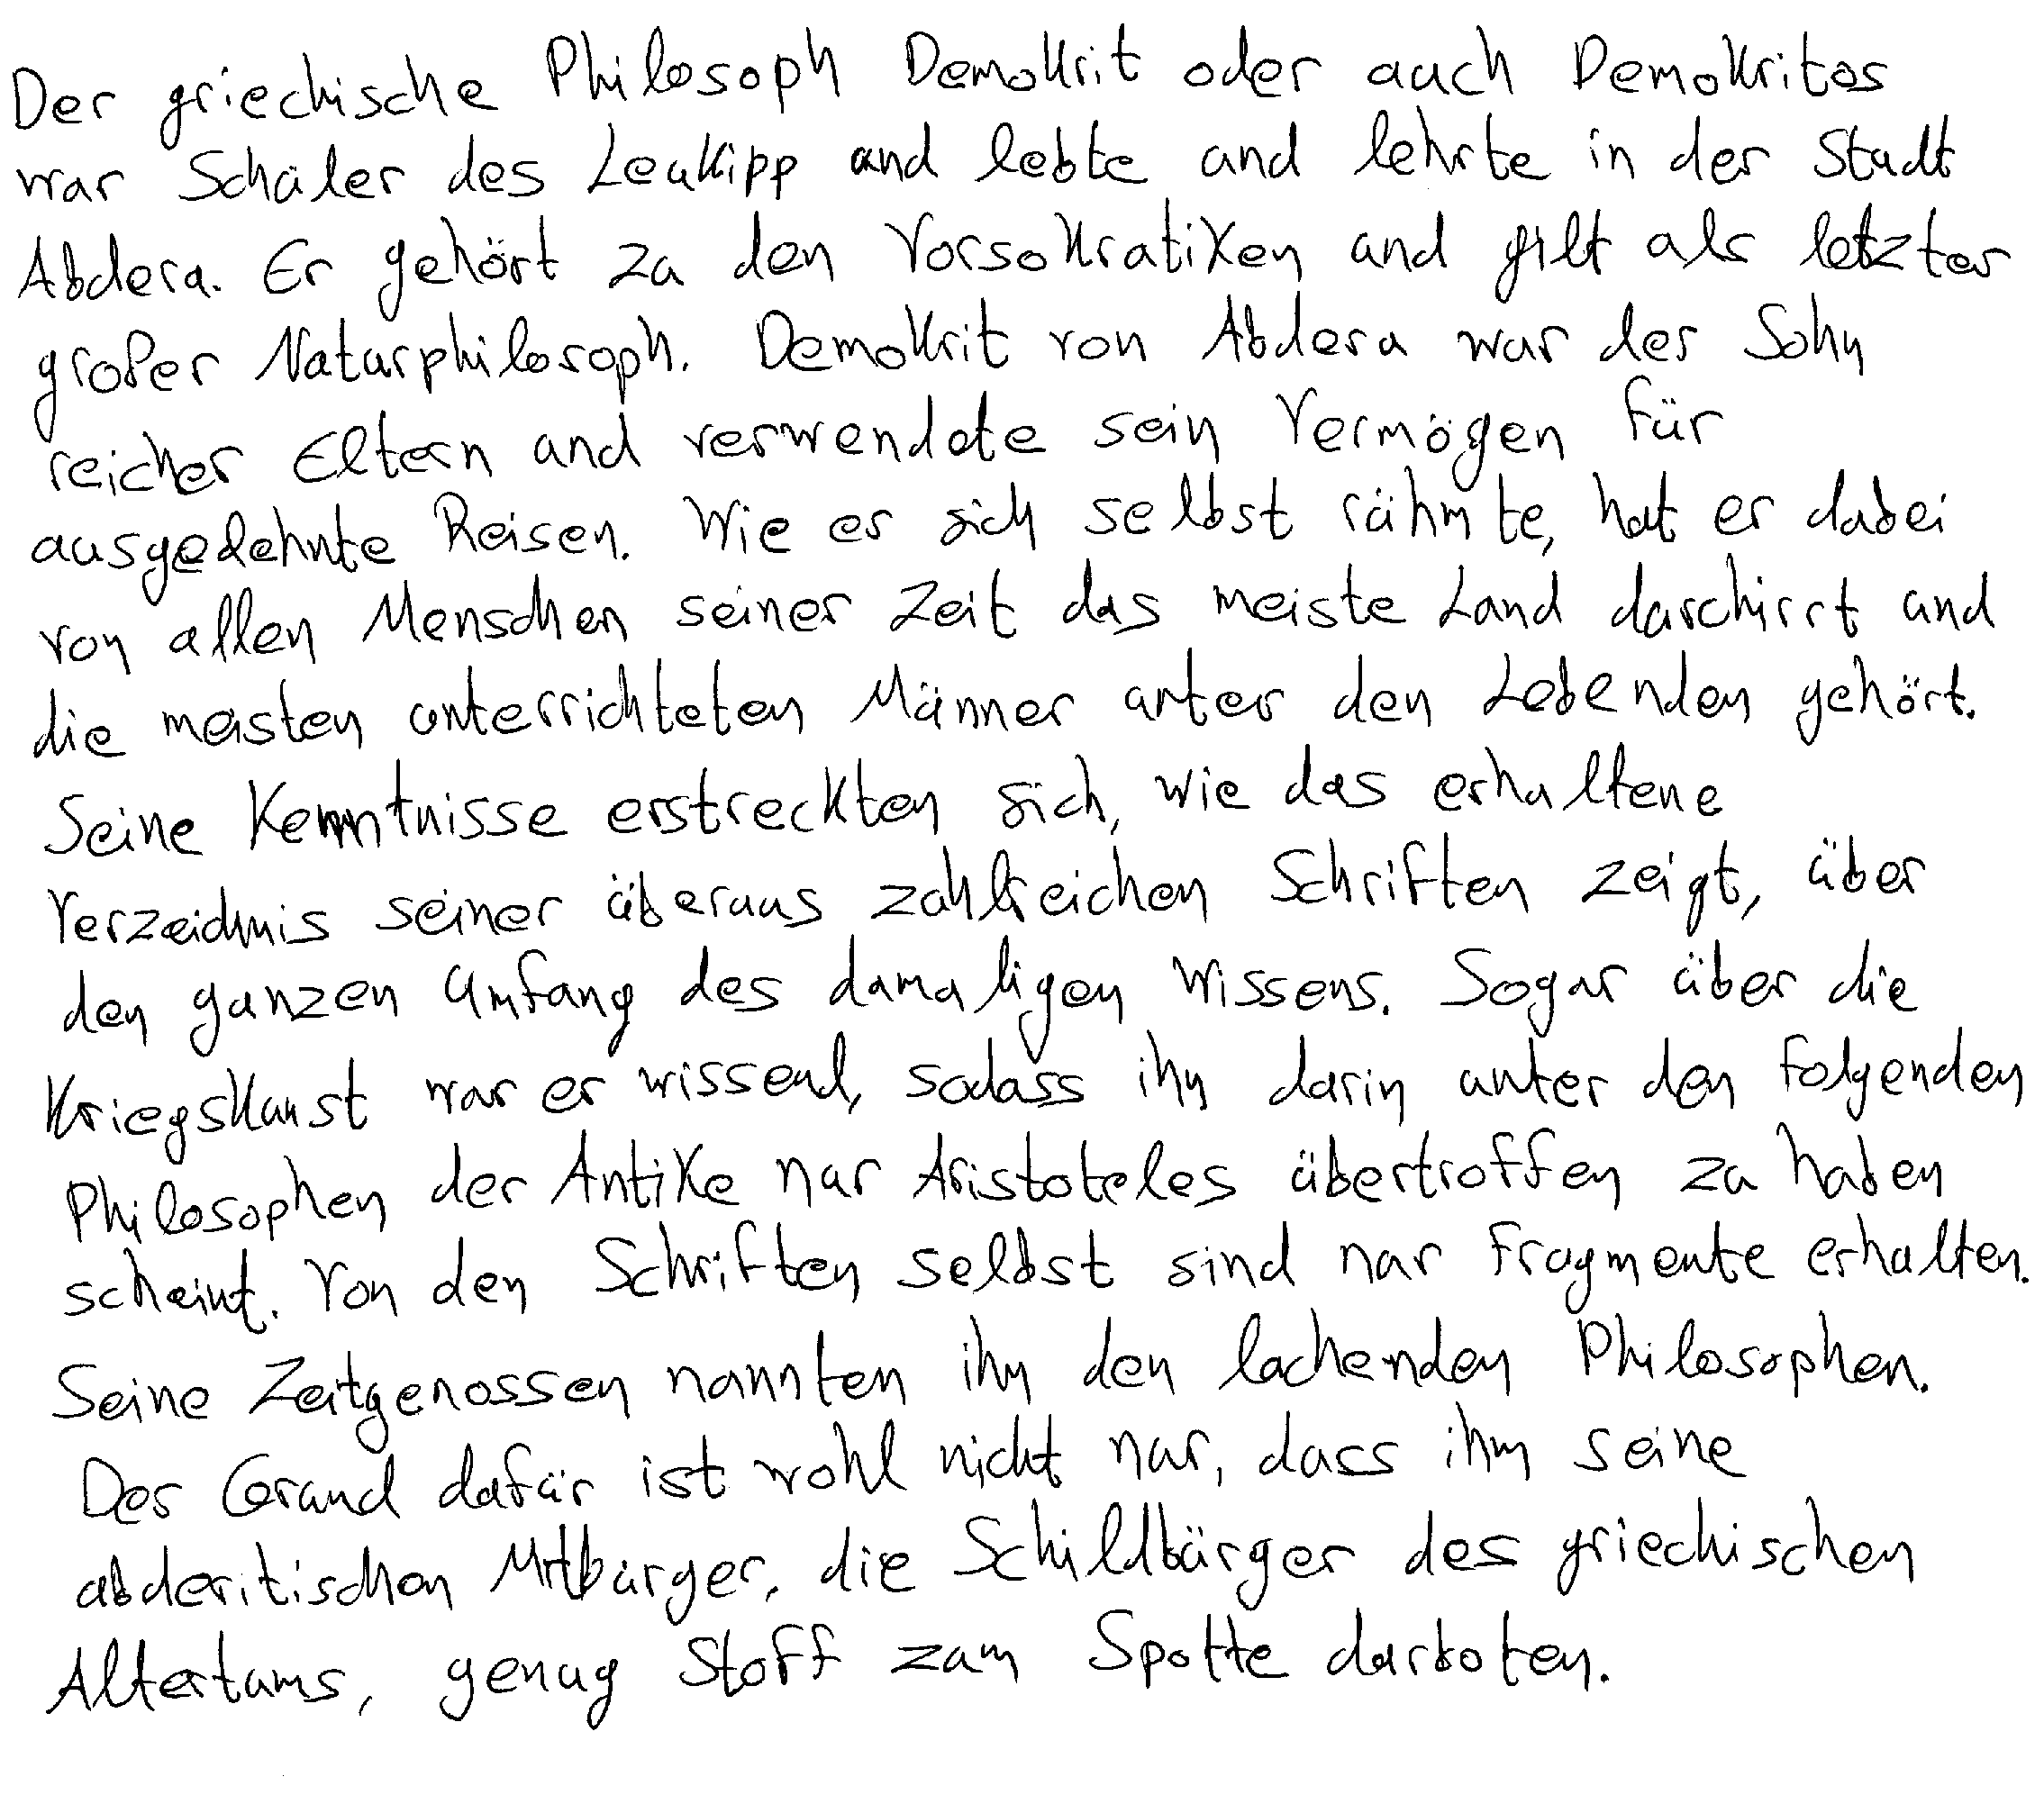 Der griechische Philosoph Demokrit oder auch Demokritos
war Schüler des Leukipp und lebte und lehrte in der Stadt
Abdera. Er gehört zu den Vorsokratiken und gilt als letzter
großer Naturphilosoph. Demokrit von Abdera war der Sohn
reicher Eltern und verwendete sein Vermögen für
ausgedehnte Reisen. Wie er sich selbst rühmte, hat er dabei
von allen Menschen seiner Zeit das meiste Land durchirrt und
die meisten unterrichteten Männer unter den Lebenden gehört.
Seine Kenntnisse erstreckten sich, wie das erhaltene
Verzeichnis seiner überaus zahlreichen Schriften zeigt, über
den ganzen Umfang des damaligen Wissens. Sogar über die
Kriegskunst war er wissend, sodass ihn darin unter den folgenden
Philosophen der Antike nur Aristoteles übertroffen zu haben
scheint. Von den Schriften selbst sind nur Fragmente erhalten.
Seine Zeitgenossen nannten ihn den lachenden Philosophen.
Der Grund dafür ist wohl nicht nur, dass ihm seine
abderitischen Mitbürger, die Schildbürger des griechischen
Altertums, genug Stoff zum Spotte darboten.